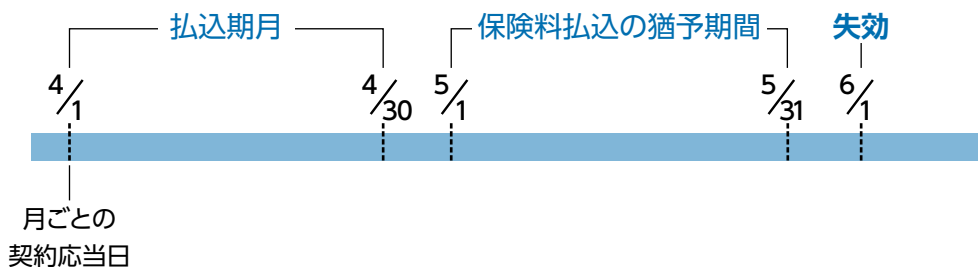 払込期月
保険料払込の猶予期間
失効
4/1
4/30
5/1
5/31
6/1
月ごとの
契約応当日